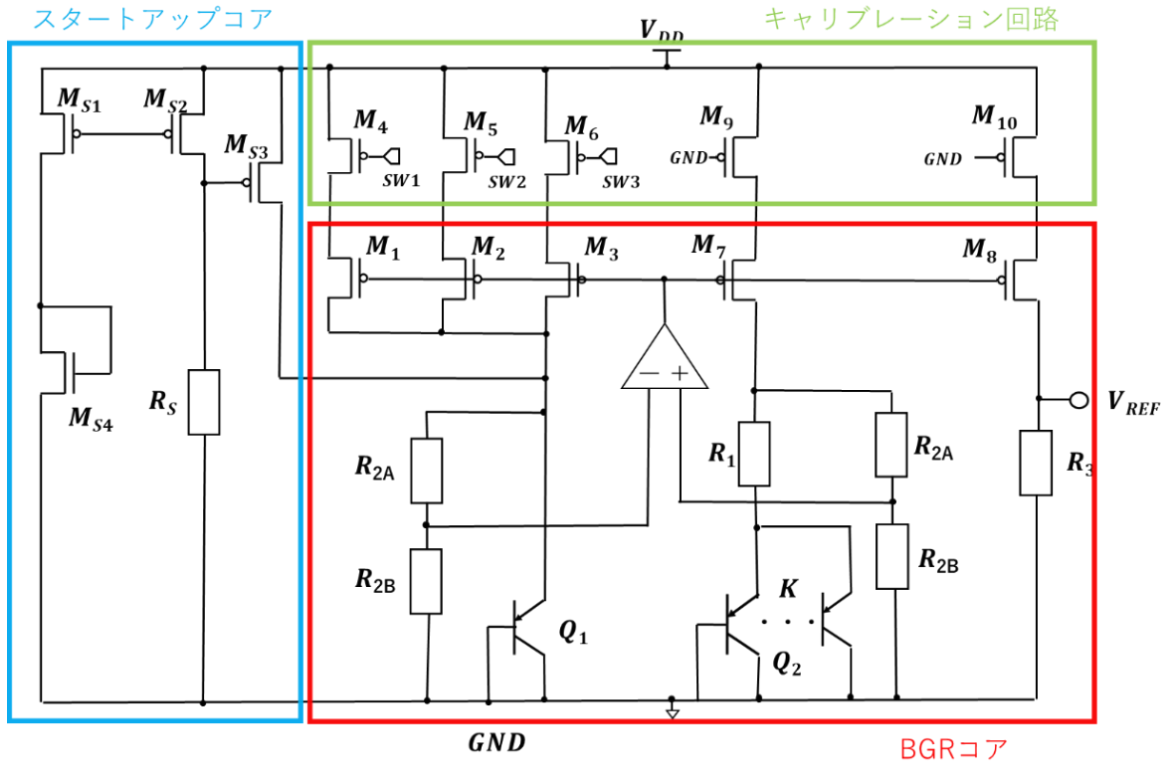 スタートアップコア
キャリブレーション回路
V_DD
M_S1
M_S2
M_S3
M_4
M_5
M_6
M_9
M_10
SW1
SW2
SW3
GND
GND
M_1
M_2
M_3
M_7
M_8
− +
M_S4
R_S
R_2A
R_1
R_2A
V_REF
R_3
R_2B
R_2B
Q_1
K
· · ·
Q_2
GND
BGRコア